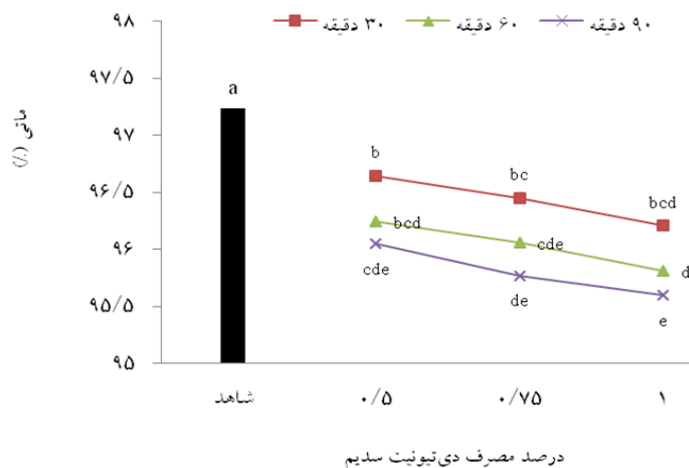 ۳۰ دقیقه ۶۰ دقیقه ۹۰ دقیقه
ماتی (٪)
۹۸
۹۷/۵
۹۷
۹۶/۵
۹۶
۹۵/۵
۹۵
a
b
bc
bcd
bcd
cde
d
cde
de
e
شاهد ۰/۵ ۰/۷۵ ۱
درصد مصرف دی‌تیونیت سدیم